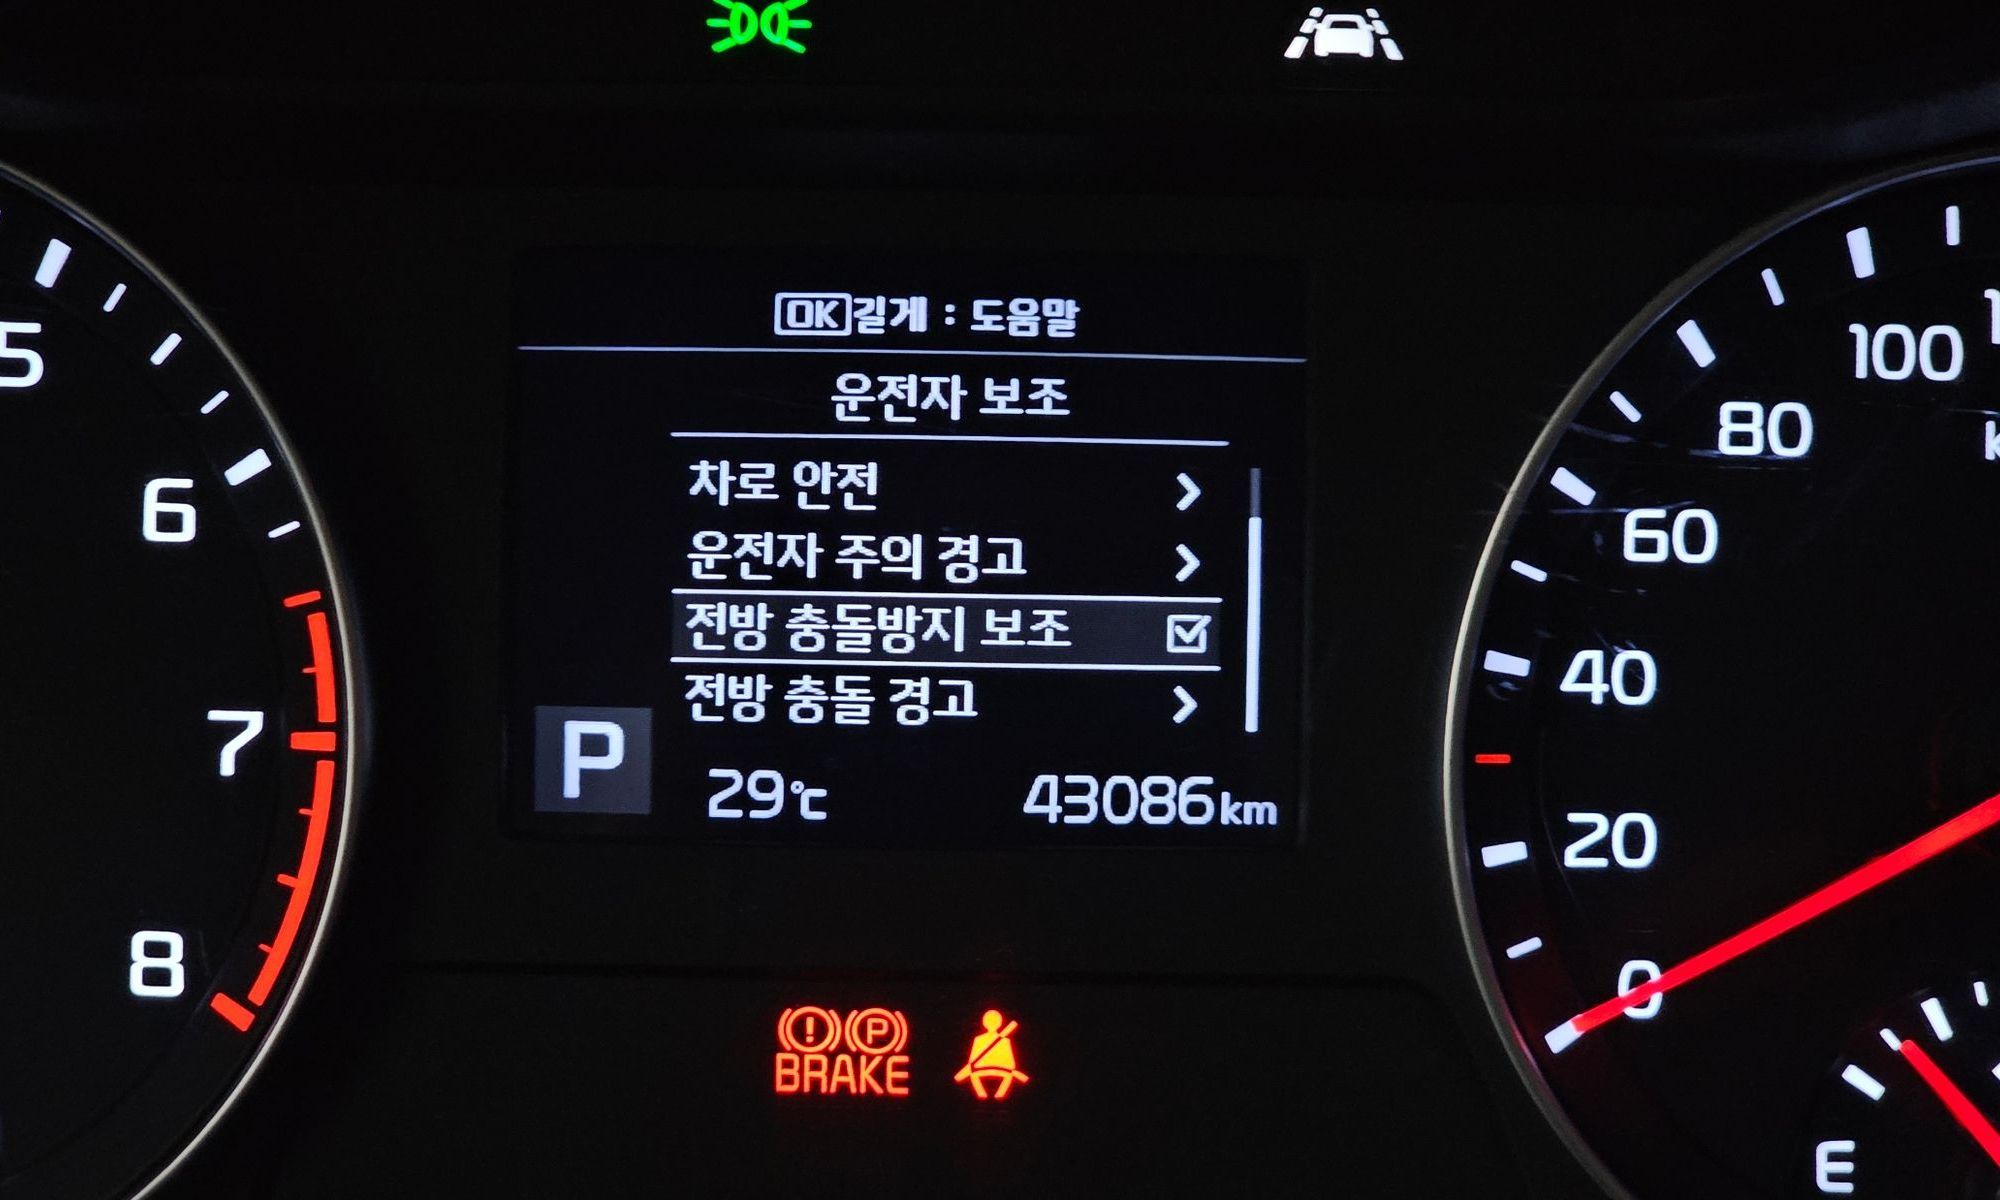 OK길게 : 도움말
운전자 보조
차로 안전
운전자 주의 경고
전방 충돌방지 보조
전방 충돌 경고
P
29℃ 43086km
5
6
7
8
100
80
60
40
20
0
E
BRAKE
P